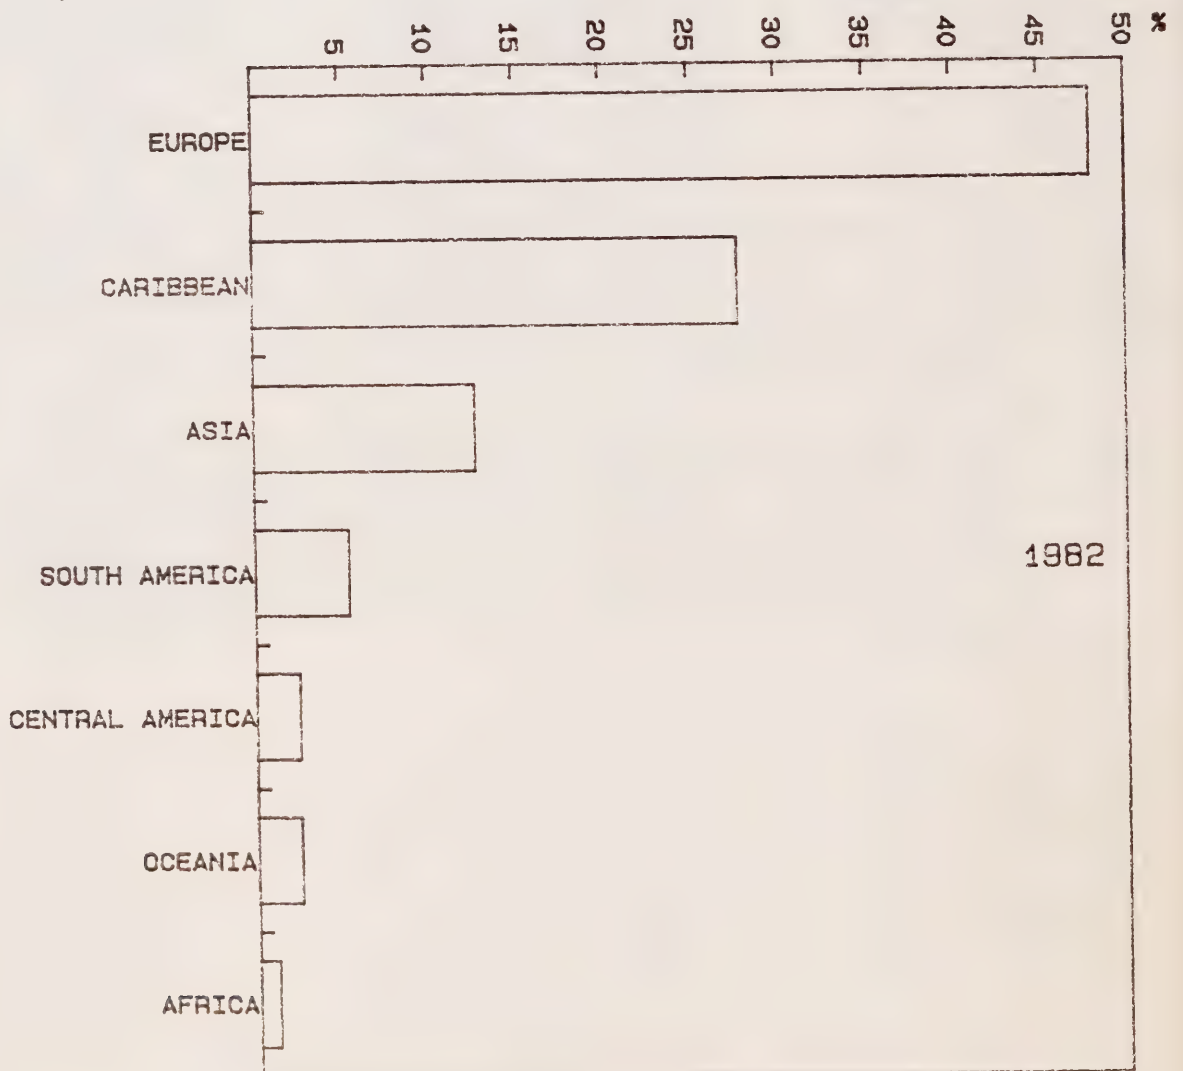 5 10 15 20 25 30 35 40 45 50 %
EUROPE
CARIBBEAN
ASIA
1982
SOUTH AMERICA
CENTRAL AMERICA
OCEANIA
AFRICA